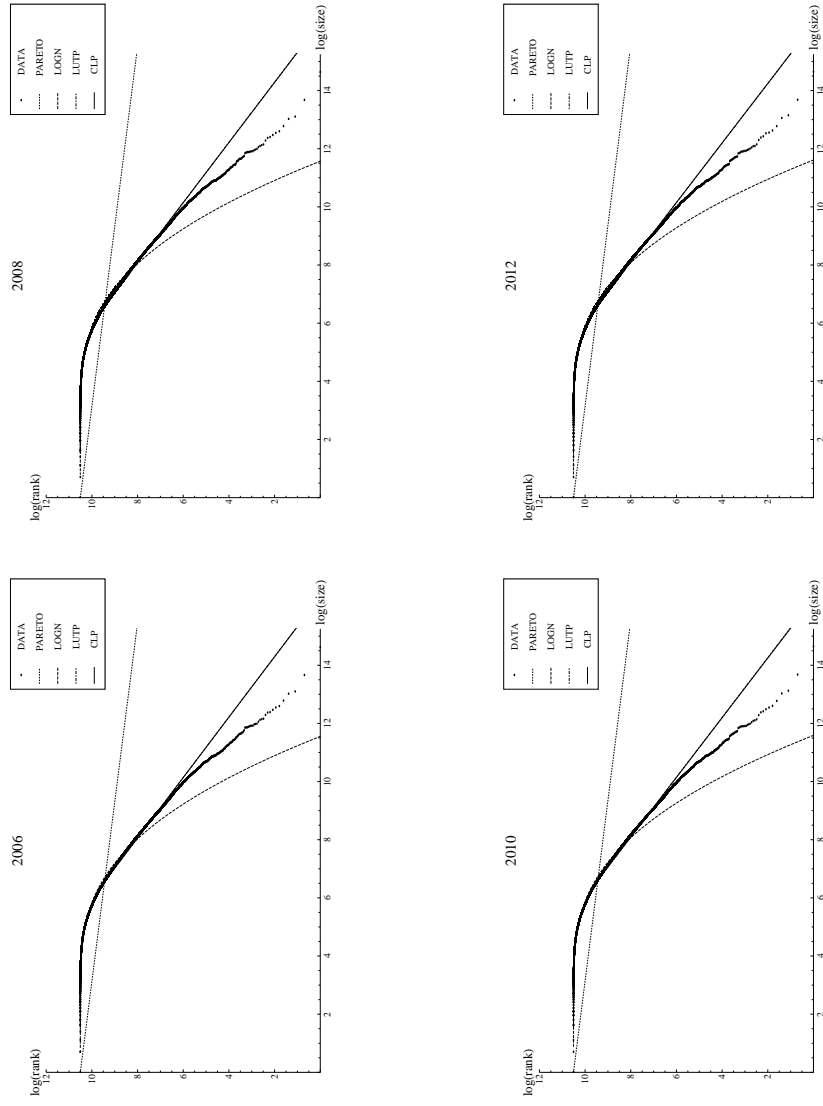 2006
log(rank)
12
10
8
6
4
2
2
4
6
8
10
12
14
log(size)
DATA
PARETO
LOGN
LUTP
CLP
2008
log(rank)
12
10
8
6
4
2
2
4
6
8
10
12
14
log(size)
DATA
PARETO
LOGN
LUTP
CLP
2010
log(rank)
12
10
8
6
4
2
2
4
6
8
10
12
14
log(size)
DATA
PARETO
LOGN
LUTP
CLP
2012
log(rank)
12
10
8
6
4
2
2
4
6
8
10
12
14
log(size)
DATA
PARETO
LOGN
LUTP
CLP